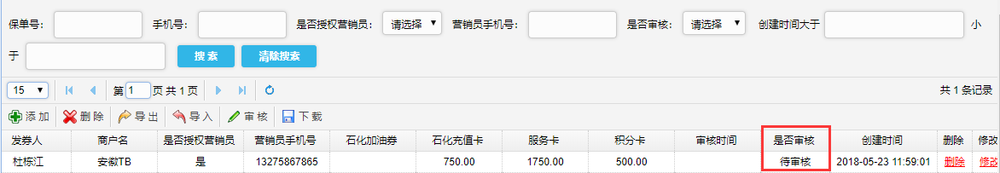 保单号： 手机号： 是否授权营销员： 请选择 营销员手机号： 是否审核： 请选择 创建时间大于 小
于 搜 索 清除搜索
15 第 1 页 共 1 页 共 1 条记录
添 加 删 除 导 出 导 入 审 核 下 载
发券人 商户名 是否授权营销员 营销员手机号 石化加油券 石化充值卡 服务卡 积分卡 审核时间 是否审核 创建时间 删除 修改
杜栋江 安徽TB 是 13275867865 750.00 1750.00 500.00 待审核 2018-05-23 11:59:01 删除 修改